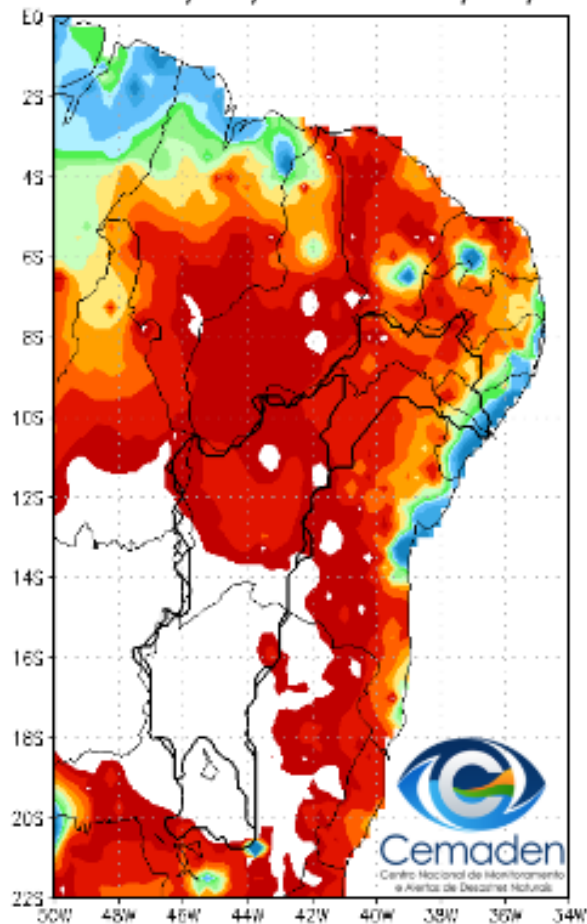 E0
2S
4S
6S
8S
10S
12S
14S
16S
18S
20S
22S
50W 48W 46W 44W 42W 40W 38W 36W 34W
Cemaden
Centro Nacional de Monitoramento
e Alertas de Desastres Naturais